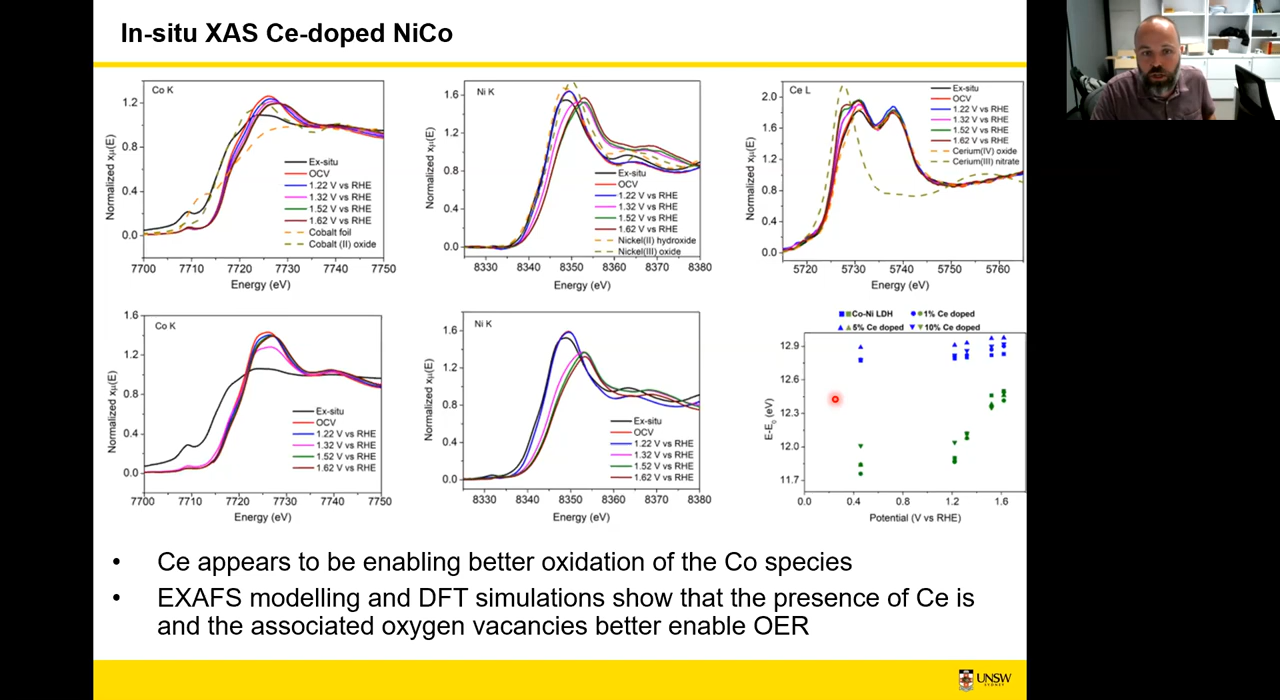 In-situ XAS Ce-doped NiCo
Co K
1.2
0.8
0.4
0.0
Normalized xμ(E)
Ex-situ
OCV
1.22 V vs RHE
1.32 V vs RHE
1.52 V vs RHE
1.62 V vs RHE
Cobalt foil
Cobalt (II) oxide
7700 7710 7720 7730 7740 7750
Energy (eV)
Ni K
1.6
1.2
0.8
0.4
0.0
Normalized xμ(E)
Ex-situ
OCV
1.22 V vs RHE
1.32 V vs RHE
1.52 V vs RHE
1.62 V vs RHE
Nickel(II) hydroxide
Nickel(III) oxide
8330 8340 8350 8360 8370 8380
Energy (eV)
Ce L
2.0
1.6
1.2
0.8
0.4
0.0
Normalized xμ(E)
Ex-situ
OCV
1.22 V vs RHE
1.32 V vs RHE
1.52 V vs RHE
1.62 V vs RHE
Cerium(IV) oxide
Cerium(III) nitrate
5720 5730 5740 5750 5760
Energy (eV)
Co K
1.6
1.2
0.8
0.4
0.0
Normalized xμ(E)
Ex-situ
OCV
1.22 V vs RHE
1.32 V vs RHE
1.52 V vs RHE
1.62 V vs RHE
7700 7710 7720 7730 7740 7750
Energy (eV)
Ni K
1.6
1.2
0.8
0.4
0.0
Normalized xμ(E)
Ex-situ
OCV
1.22 V vs RHE
1.32 V vs RHE
1.52 V vs RHE
1.62 V vs RHE
8330 8340 8350 8360 8370 8380
Energy (eV)
Co-Ni LDH 1% Ce doped
5% Ce doped 10% Ce doped
12.9
12.6
12.3
12.0
11.7
E-E0 (eV)
0.0 0.4 0.8 1.2 1.6
Potential (V vs RHE)
• Ce appears to be enabling better oxidation of the Co species
• EXAFS modelling and DFT simulations show that the presence of Ce is
and the associated oxygen vacancies better enable OER
UNSW
SYDNEY